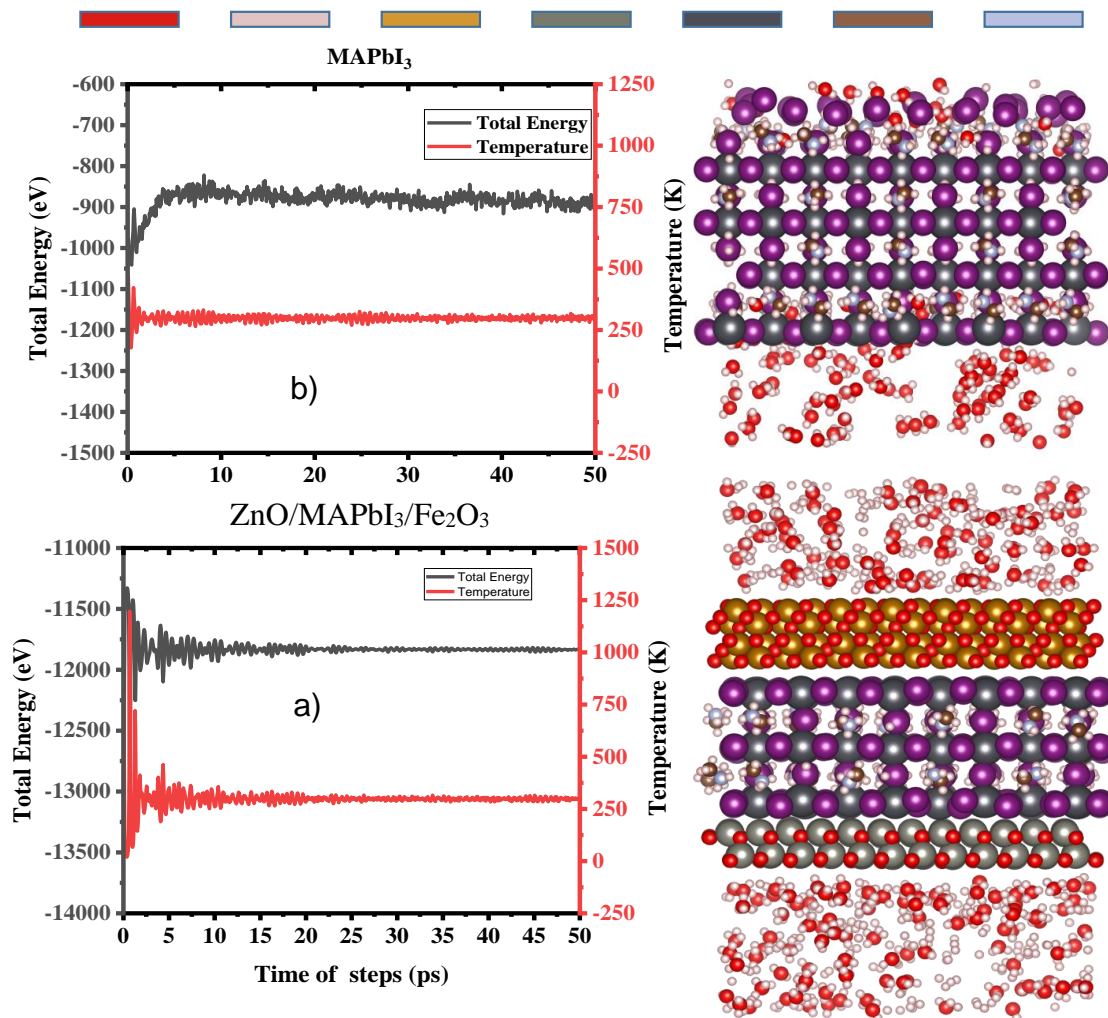 MAPbI₃
-600
-700
-800
-900
-1000
-1100
-1200
-1300
-1400
-1500
Total Energy (eV)
Total Energy
Temperature
b)
1250
1000
750
500
250
0
-250
Temperature (K)
0 10 20 30 40 50
ZnO/MAPbI₃/Fe₂O₃
-11000
-11500
-12000
-12500
-13000
-13500
-14000
Total Energy (eV)
Total Energy
Temperature
a)
1500
1250
1000
750
500
250
0
-250
Temperature (K)
0 5 10 15 20 25 30 35 40 45 50
Time of steps (ps)